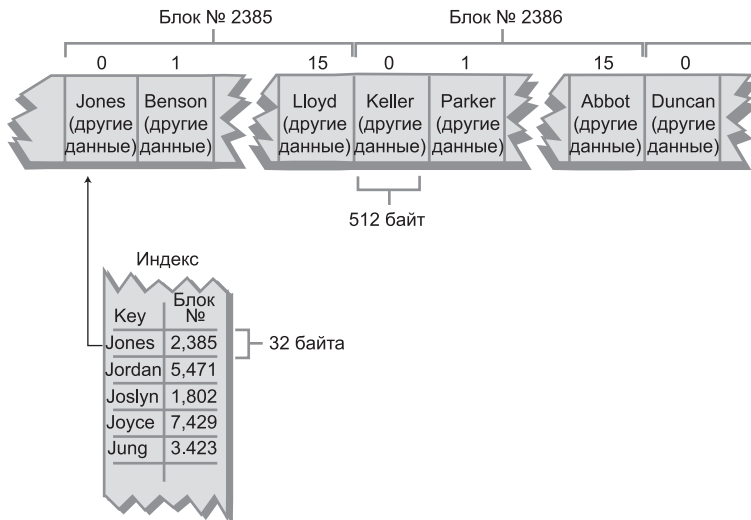 Блок № 2385 Блок № 2386
0 1 15 0 1 15 0
Jones Benson Lloyd Keller Parker Abbot Duncan
(другие (другие (другие (другие (другие (другие (другие
данные) данные) данные) данные) данные) данные) данные)
512 байт
Индекс
Блок
Key №
Jones 2,385 32 байта
Jordan 5,471
Joslyn 1,802
Joyce 7,429
Jung 3.423